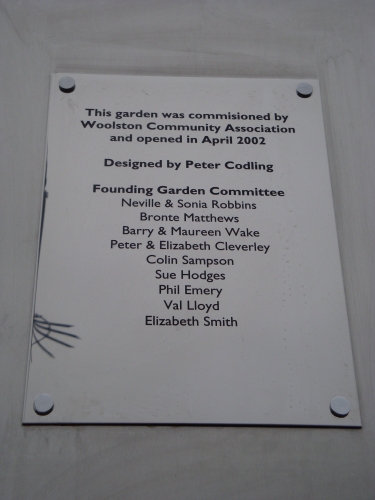 This garden was commisioned by
Woolston Community Association
and opened in April 2002
Designed by Peter Codling
Founding Garden Committee
Neville & Sonia Robbins
Bronte Matthews
Barry & Maureen Wake
Peter & Elizabeth Cleverley
Colin Sampson
Sue Hodges
Phil Emery
Val Lloyd
Elizabeth Smith